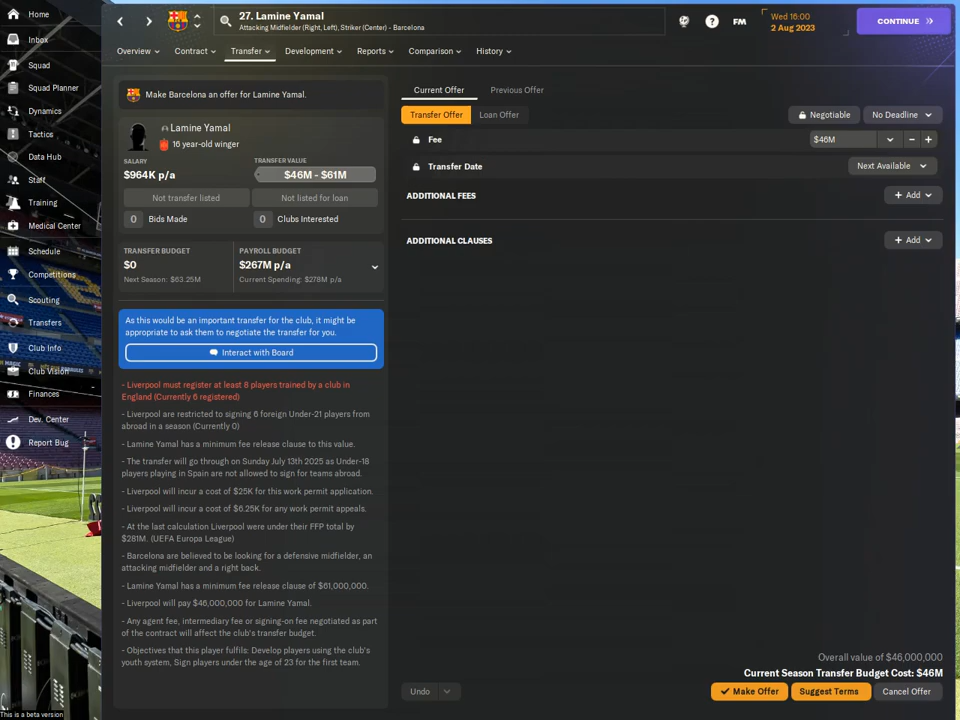 Home
Inbox
Squad
Squad Planner
Dynamics
Tactics
Data Hub
Staff
Training
Medical Center
Schedule
Competitions
Scouting
Transfers
Club Info
Club Vision
Finances
Dev. Center
Report Bug
This is a beta version
27. Lamine Yamal
Attacking Midfielder (Right, Left), Striker (Center) - Barcelona
FM
Wed 16:00
2 Aug 2023
CONTINUE
Overview
Contract
Transfer
Development
Reports
Comparison
History
Make Barcelona an offer for Lamine Yamal.
Lamine Yamal
16 year-old winger
SALARY
$964K p/a
TRANSFER VALUE
$46M - $61M
Not transfer listed
Not listed for loan
0 Bids Made
0 Clubs Interested
TRANSFER BUDGET
$0
Next Season: $63.25M
PAYROLL BUDGET
$267M p/a
Current Spending: $278M p/a
As this would be an important transfer for the club, it might be
appropriate to ask them to negotiate the transfer for you.
Interact with Board
- Liverpool must register at least 8 players trained by a club in
England (Currently 6 registered)
- Liverpool are restricted to signing 6 foreign Under-21 players from
abroad in a season (Currently 0)
- Lamine Yamal has a minimum fee release clause to this value.
- The transfer will go through on Sunday July 13th 2025 as Under-18
players playing in Spain are not allowed to sign for teams abroad.
- Liverpool will incur a cost of $25K for this work permit application.
- Liverpool will incur a cost of $6.25K for any work permit appeals.
- At the last calculation Liverpool were under their FFP total by
$281M. (UEFA Europa League)
- Barcelona are believed to be looking for a defensive midfielder, an
attacking midfielder and a right back.
- Lamine Yamal has a minimum fee release clause of $61,000,000.
- Liverpool will pay $46,000,000 for Lamine Yamal.
- Any agent fee, intermediary fee or signing-on fee negotiated as part
of the contract will affect the club's transfer budget.
- Objectives that this player fulfils: Develop players using the club's
youth system, Sign players under the age of 23 for the first team.
Current Offer
Previous Offer
Transfer Offer
Loan Offer
Negotiable
No Deadline
Fee
$46M
Transfer Date
Next Available
ADDITIONAL FEES
+ Add
ADDITIONAL CLAUSES
+ Add
Overall value of $46,000,000
Current Season Transfer Budget Cost: $46M
Undo
Make Offer
Suggest Terms
Cancel Offer